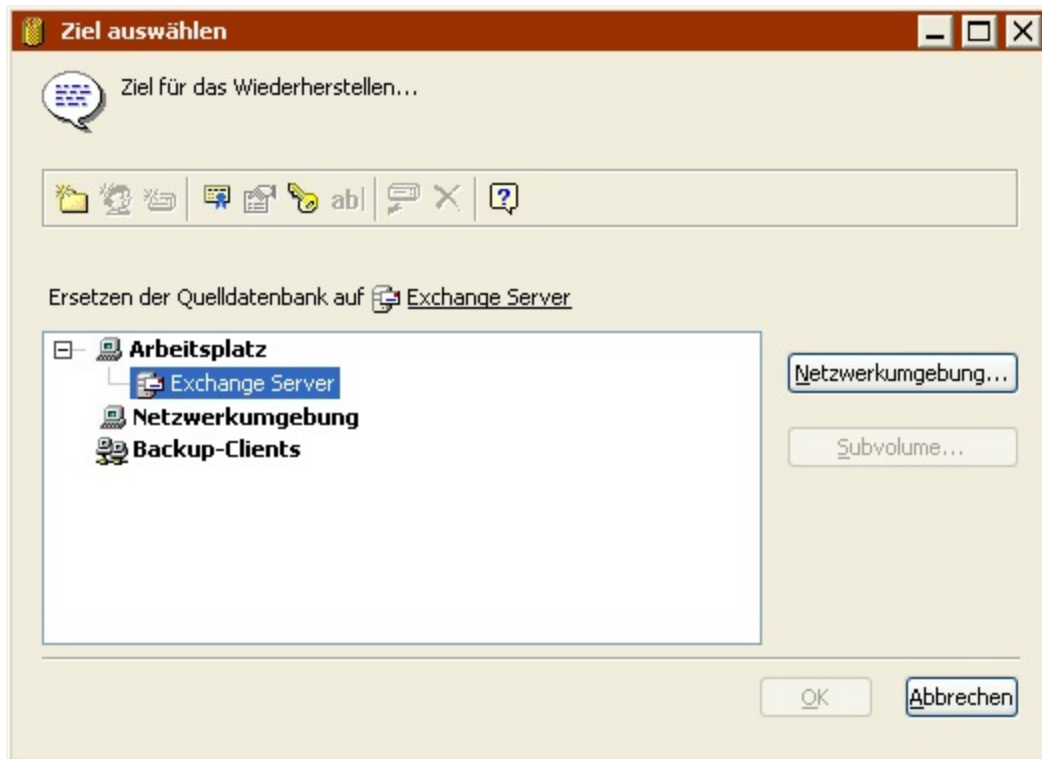 Ziel auswählen
Ziel für das Wiederherstellen...
ab|
Ersetzen der Quelldatenbank auf Exchange Server
Arbeitsplatz
Exchange Server
Netzwerkumgebung
Backup-Clients
Netzwerkumgebung...
Subvolume...
OK
Abbrechen